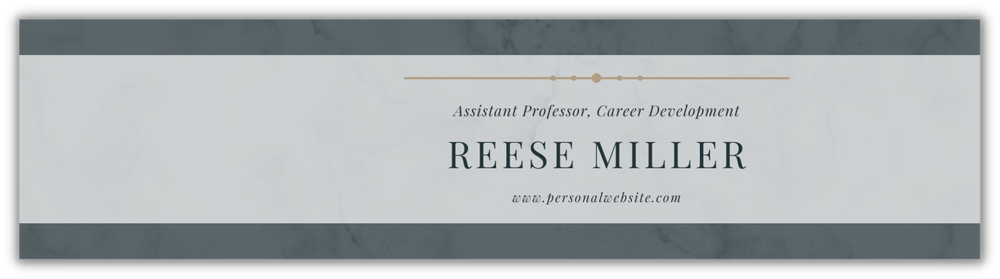 Assistant Professor, Career Development
REESE MILLER
www.personalwebsite.com